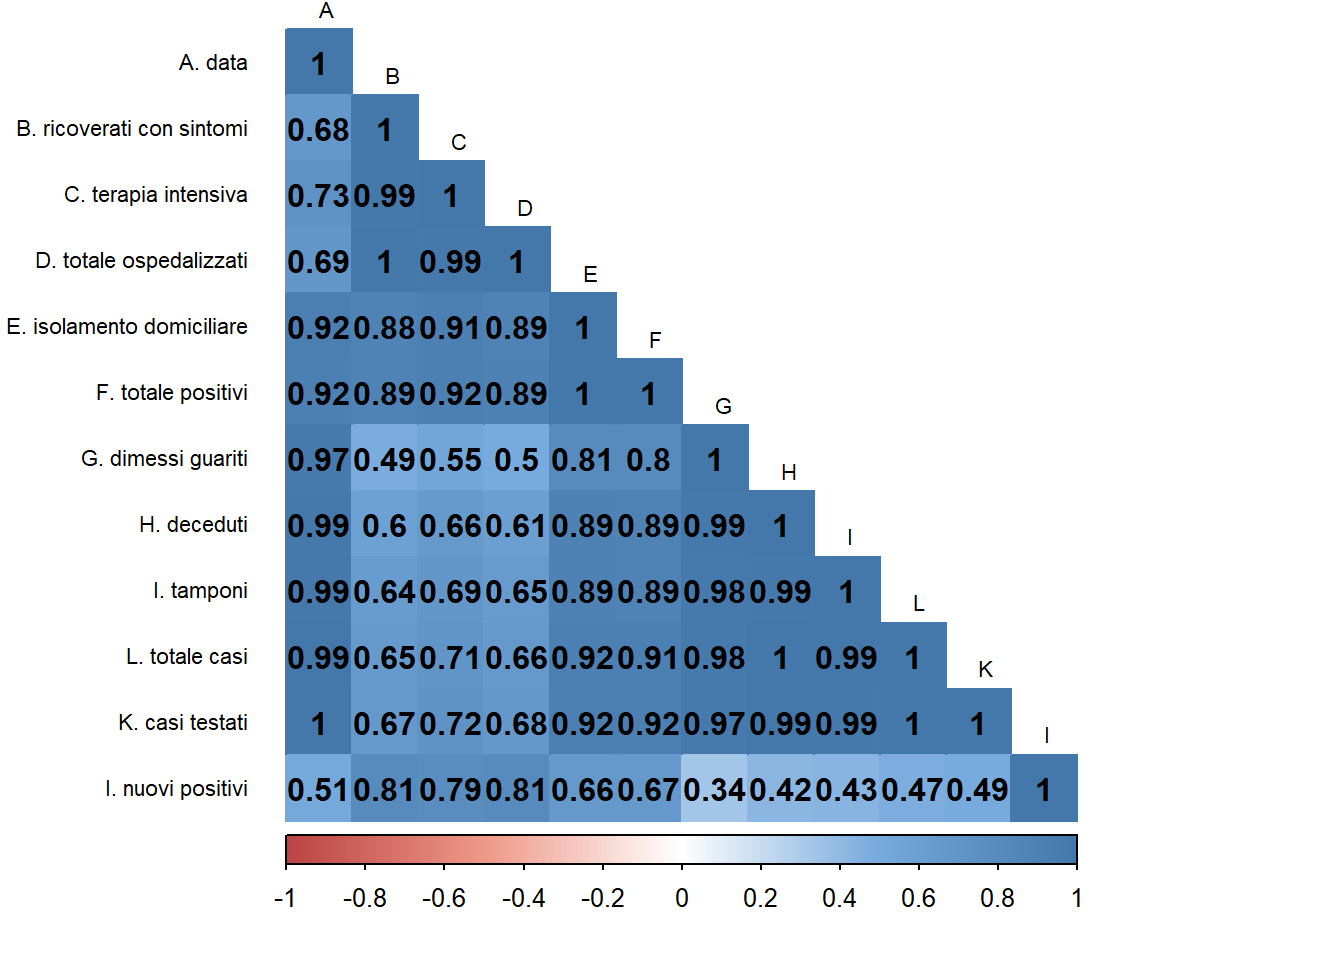 A
A. data 1
B
B. ricoverati con sintomi 0.68 1
C
C. terapia intensiva 0.73 0.99 1
D
D. totale ospedalizzati 0.69 1 0.99 1
E
E. isolamento domiciliare 0.92 0.88 0.91 0.89 1
F
F. totale positivi 0.92 0.89 0.92 0.89 1 1
G
G. dimessi guariti 0.97 0.49 0.55 0.5 0.81 0.8 1
H
H. deceduti 0.99 0.6 0.66 0.61 0.89 0.89 0.99 1
I
I. tamponi 0.99 0.64 0.69 0.65 0.89 0.89 0.98 0.99 1
L
L. totale casi 0.99 0.65 0.71 0.66 0.92 0.91 0.98 1 0.99 1
K
K. casi testati 1 0.67 0.72 0.68 0.92 0.92 0.97 0.99 0.99 1 1
I
I. nuovi positivi 0.51 0.81 0.79 0.81 0.66 0.67 0.34 0.42 0.43 0.47 0.49 1
-1 -0.8 -0.6 -0.4 -0.2 0 0.2 0.4 0.6 0.8 1